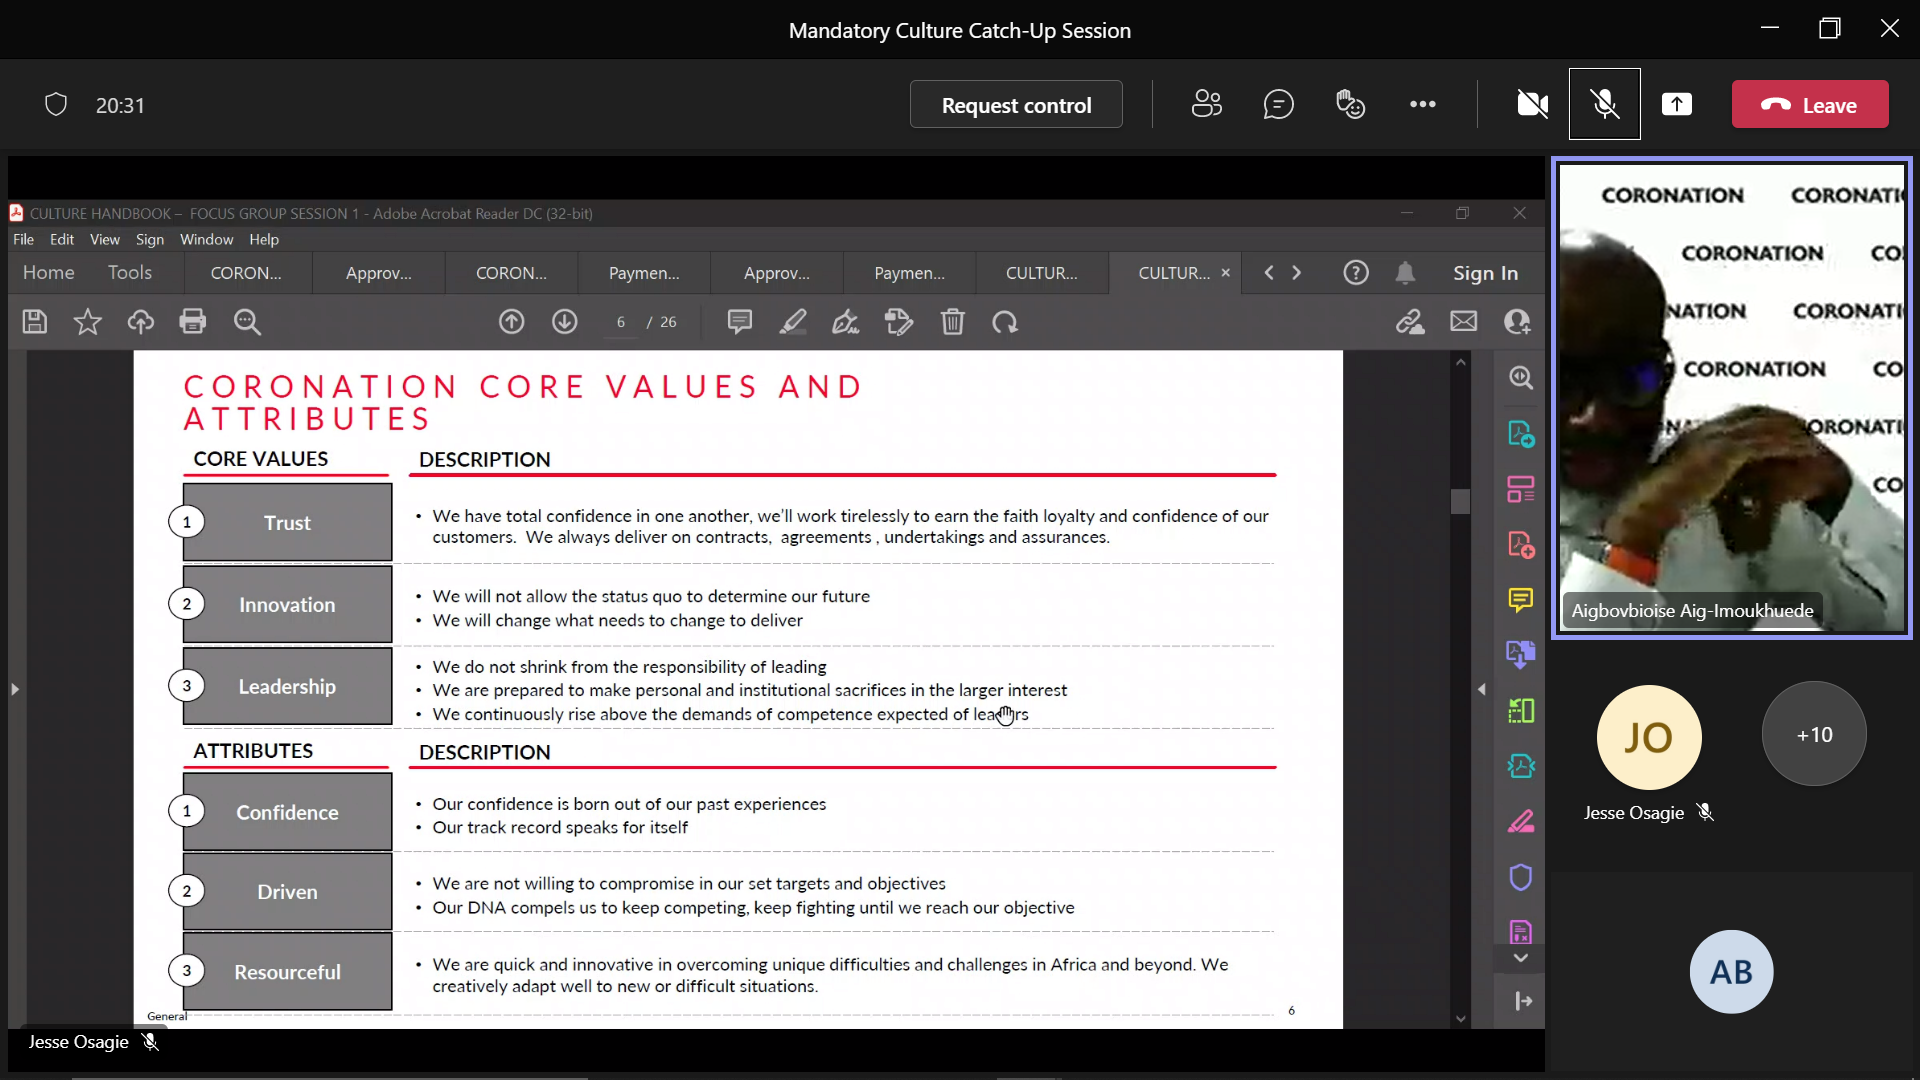 Mandatory Culture Catch-Up Session
20:31
Request control
Leave
CULTURE HANDBOOK – FOCUS GROUP SESSION 1 - Adobe Acrobat Reader DC (32-bit)
File Edit View Sign Window Help
Home Tools CORON... Approv... CORON... Paymen... Approv... Paymen... CULTUR... CULTUR... Sign In
6 / 26
CORONATION CORE VALUES AND
ATTRIBUTES
CORE VALUES DESCRIPTION
1 Trust
• We have total confidence in one another, we'll work tirelessly to earn the faith loyalty and confidence of our
customers. We always deliver on contracts, agreements , undertakings and assurances.
2 Innovation
• We will not allow the status quo to determine our future
• We will change what needs to change to deliver
3 Leadership
• We do not shrink from the responsibility of leading
• We are prepared to make personal and institutional sacrifices in the larger interest
• We continuously rise above the demands of competence expected of leaders
ATTRIBUTES DESCRIPTION
1 Confidence
• Our confidence is born out of our past experiences
• Our track record speaks for itself
2 Driven
• We are not willing to compromise in our set targets and objectives
• Our DNA compels us to keep competing, keep fighting until we reach our objective
3 Resourceful
• We are quick and innovative in overcoming unique difficulties and challenges in Africa and beyond. We
creatively adapt well to new or difficult situations.
General
6
Jesse Osagie
CORONATION CORONATI
CORONATION CO
NATION CORONATI
CORONATION CO
NA ORONATI
CO
Aigbovbioise Aig-Imoukhuede
JO
+10
Jesse Osagie
AB